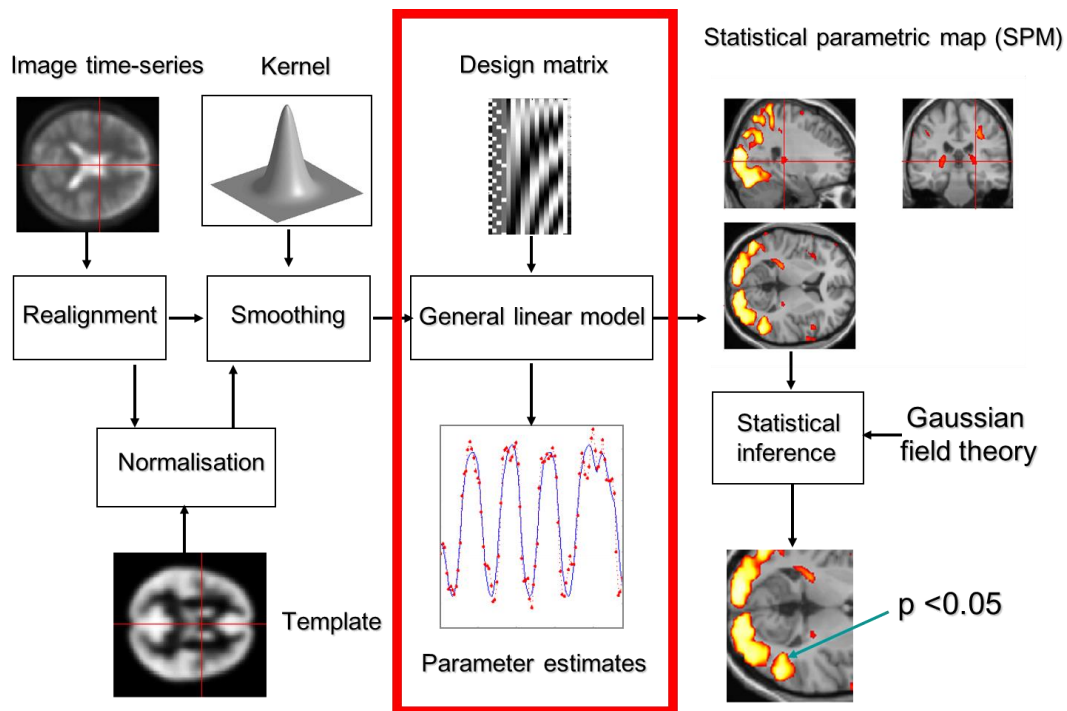 Image time-series
Kernel
Design matrix
Statistical parametric map (SPM)
Realignment
Smoothing
General linear model
Normalisation
Statistical
inference
Gaussian
field theory
Template
Parameter estimates
p <0.05